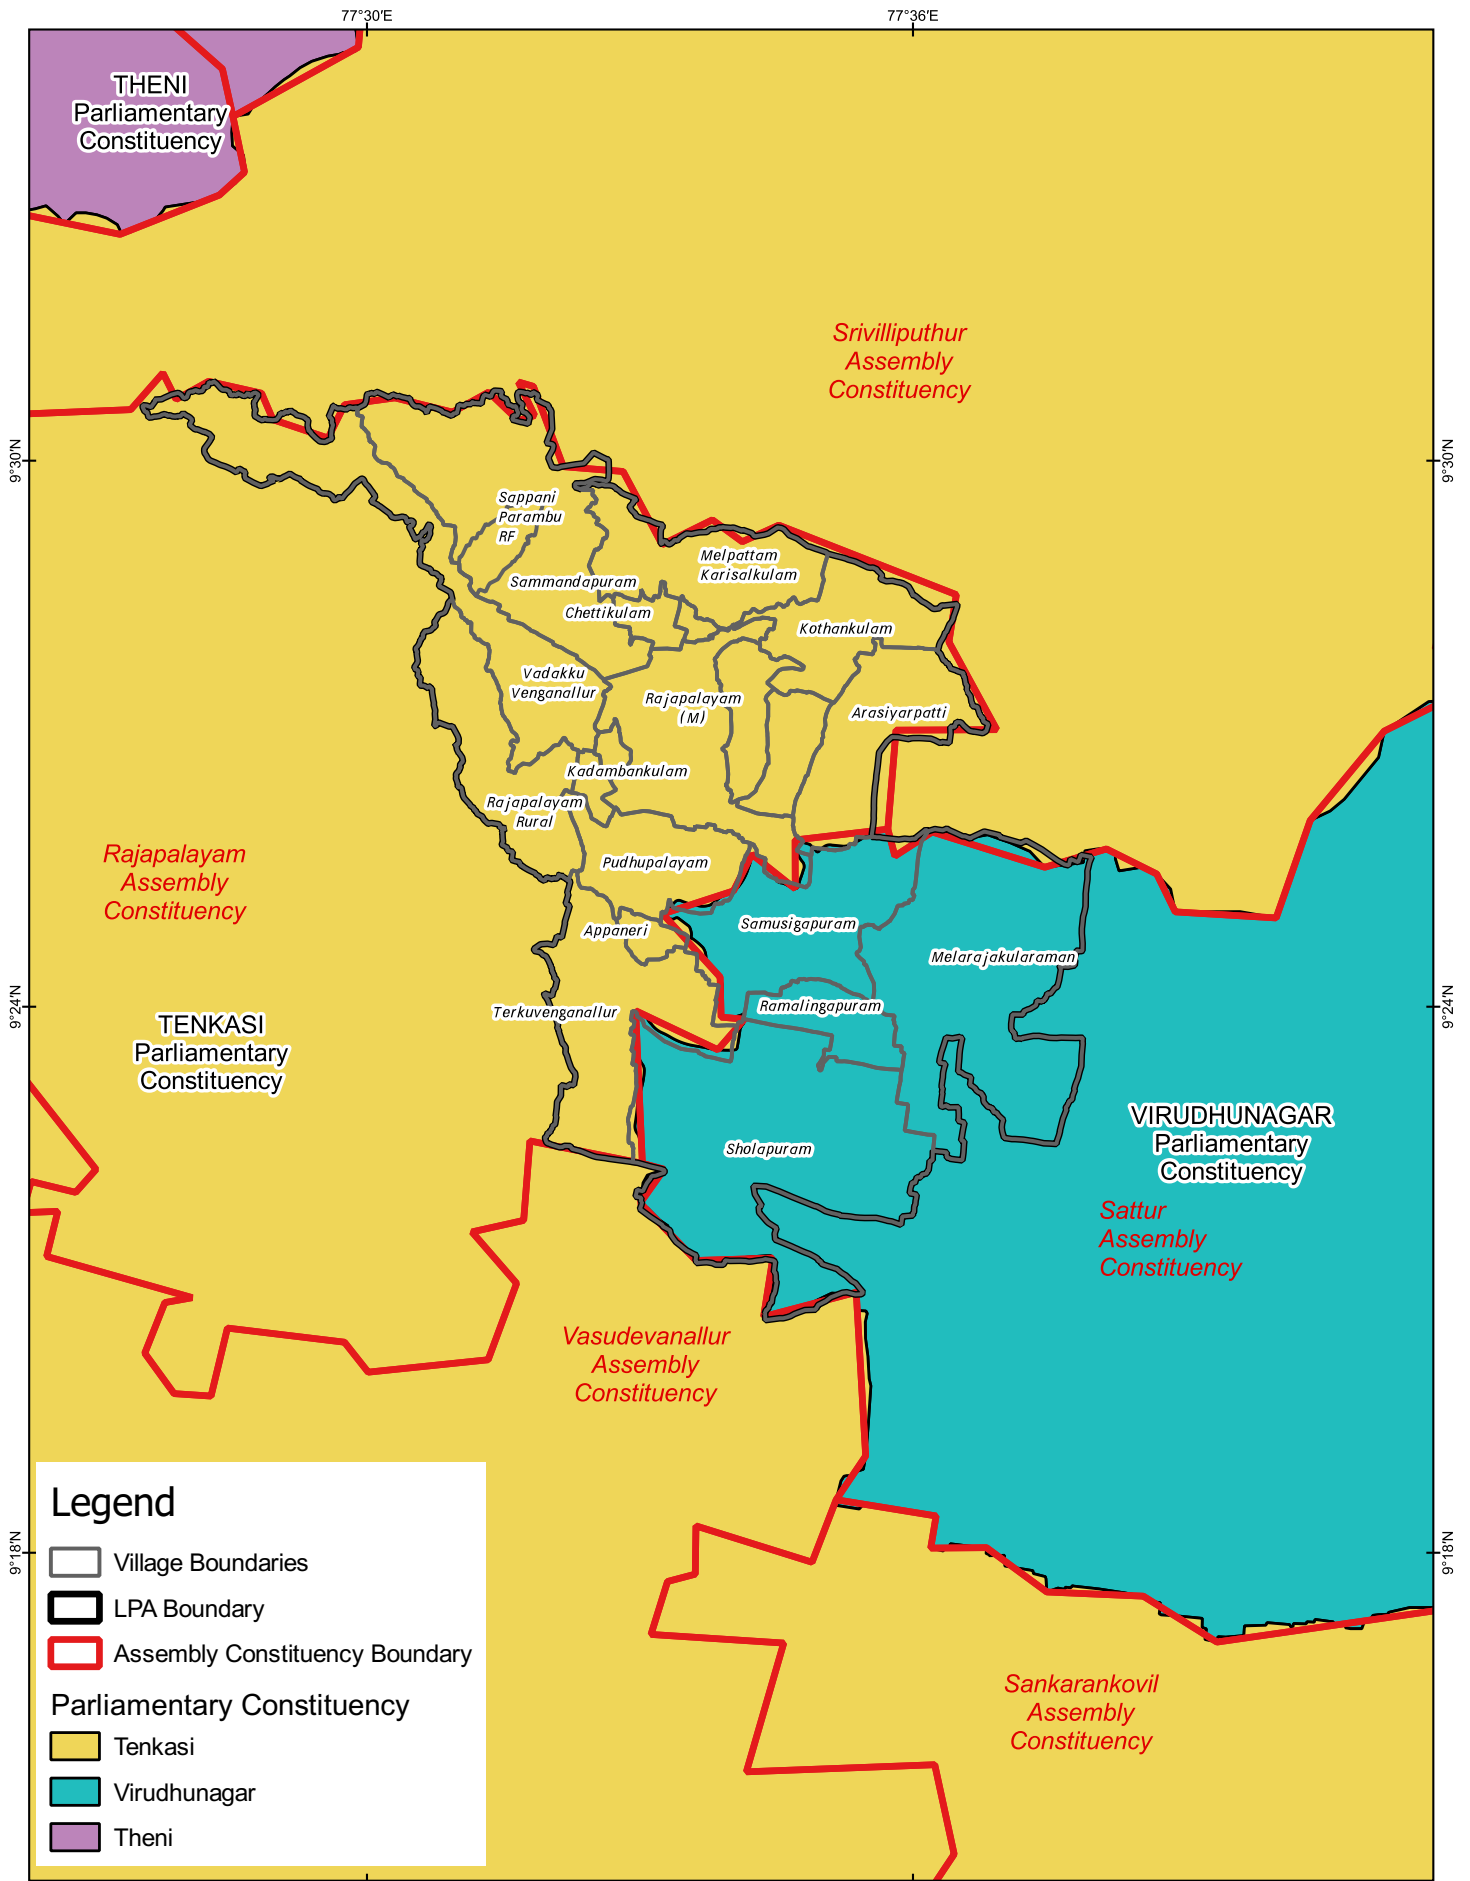 77°30'E
77°36'E
THENI
Parliamentary
Constituency
Srivilliputhur
Assembly
Constituency
9°30'N
9°30'N
Sappani
Parambu
RF
Melpattam
Karisalkulam
Sammandapuram
Chettikulam
Kothankulam
Vadakku
Venganallur
Rajapalayam
(M)
Arasiyarpatti
Kadambankulam
Rajapalayam
Rural
Rajapalayam
Assembly
Constituency
Pudhupalayam
Appaneri
Samusigapuram
Melarajakularaman
9°24'N
9°24'N
Terkuvenganallur
Ramalingapuram
TENKASI
Parliamentary
Constituency
VIRUDHUNAGAR
Parliamentary
Constituency
Sholapuram
Sattur
Assembly
Constituency
Vasudevanallur
Assembly
Constituency
Legend
Village Boundaries
LPA Boundary
Assembly Constituency Boundary
Parliamentary Constituency
Tenkasi
Virudhunagar
Theni
9°18'N
9°18'N
Sankarankovil
Assembly
Constituency